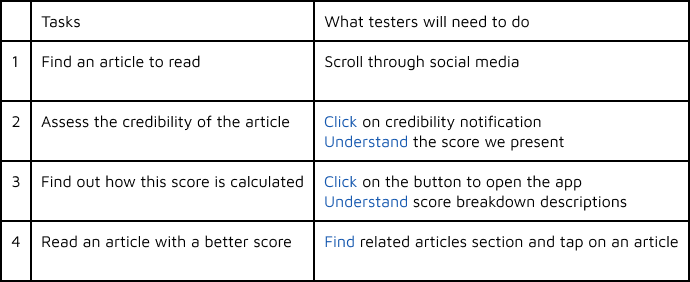 Tasks What testers will need to do
1 Find an article to read Scroll through social media
2 Assess the credibility of the article Click on credibility notification
Understand the score we present
3 Find out how this score is calculated Click on the button to open the app
Understand score breakdown descriptions
4 Read an article with a better score Find related articles section and tap on an article